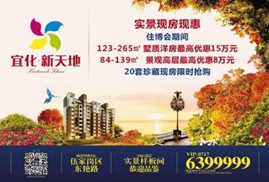 宜化·新天地
实景现房现惠
住博会期间
123-265㎡ 墅质洋房最高优惠15万元
84-139㎡ 景观高层最高优惠8万元
20套珍藏现房限时抢购
伍家岗区
东艳路
实景样板间
恭迎品鉴
VIP:0717
6399999